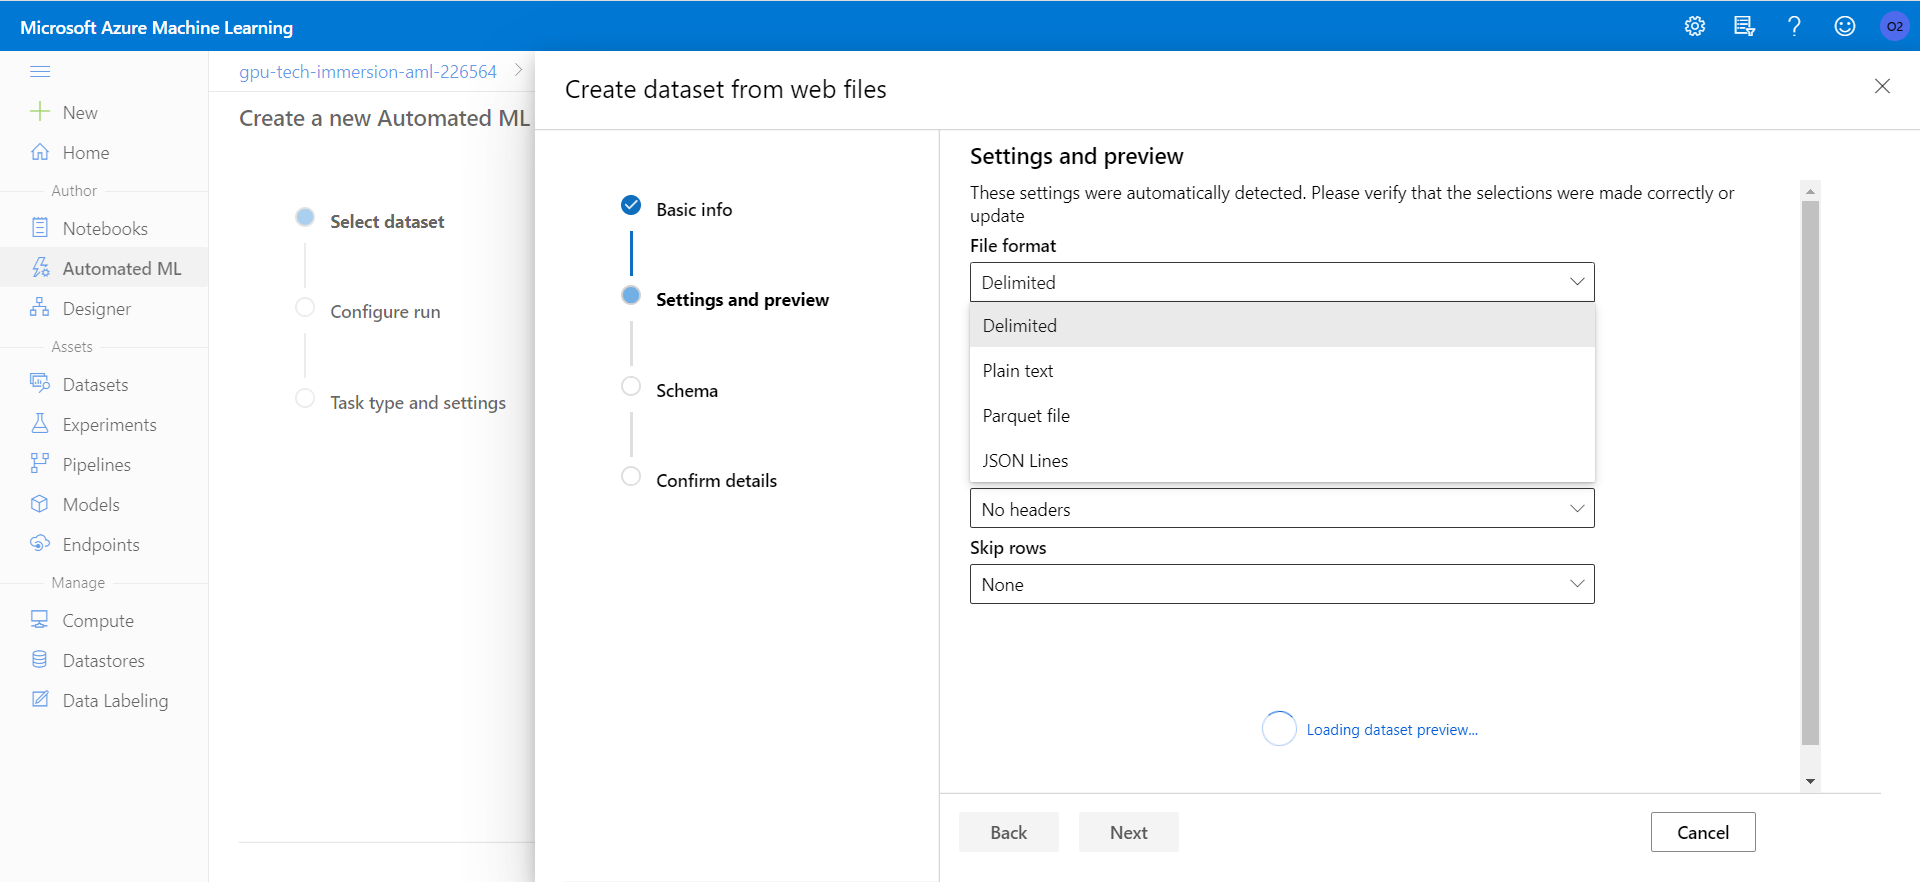 Microsoft Azure Machine Learning
O2
New
Home
Author
Notebooks
Automated ML
Designer
Assets
Datasets
Experiments
Pipelines
Models
Endpoints
Manage
Compute
Datastores
Data Labeling
gpu-tech-immersion-aml-226564
Create a new Automated ML
Select dataset
Configure run
Task type and settings
Create dataset from web files
Basic info
Settings and preview
Schema
Confirm details
Settings and preview
These settings were automatically detected. Please verify that the selections were made correctly or
update
File format
Delimited
Delimited
Plain text
Parquet file
JSON Lines
No headers
Skip rows
None
Loading dataset preview...
Back
Next
Cancel